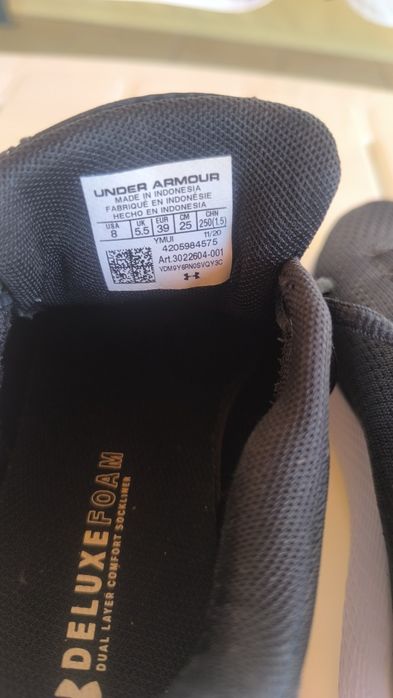 UNDER ARMOUR
MADE IN INDONESIA
FABRIQUÉ EN INDONÉSIE
HECHO EN INDONESIA
USA UK EUR CM CHN
8 5.5 39 25 250(1.5)
YMUI 11/20
4205984575
Art.3022604-001
YDM9Y6RN0SVQY3C
DELUXEFOAM
DUAL LAYER COMFORT SOCKLINER